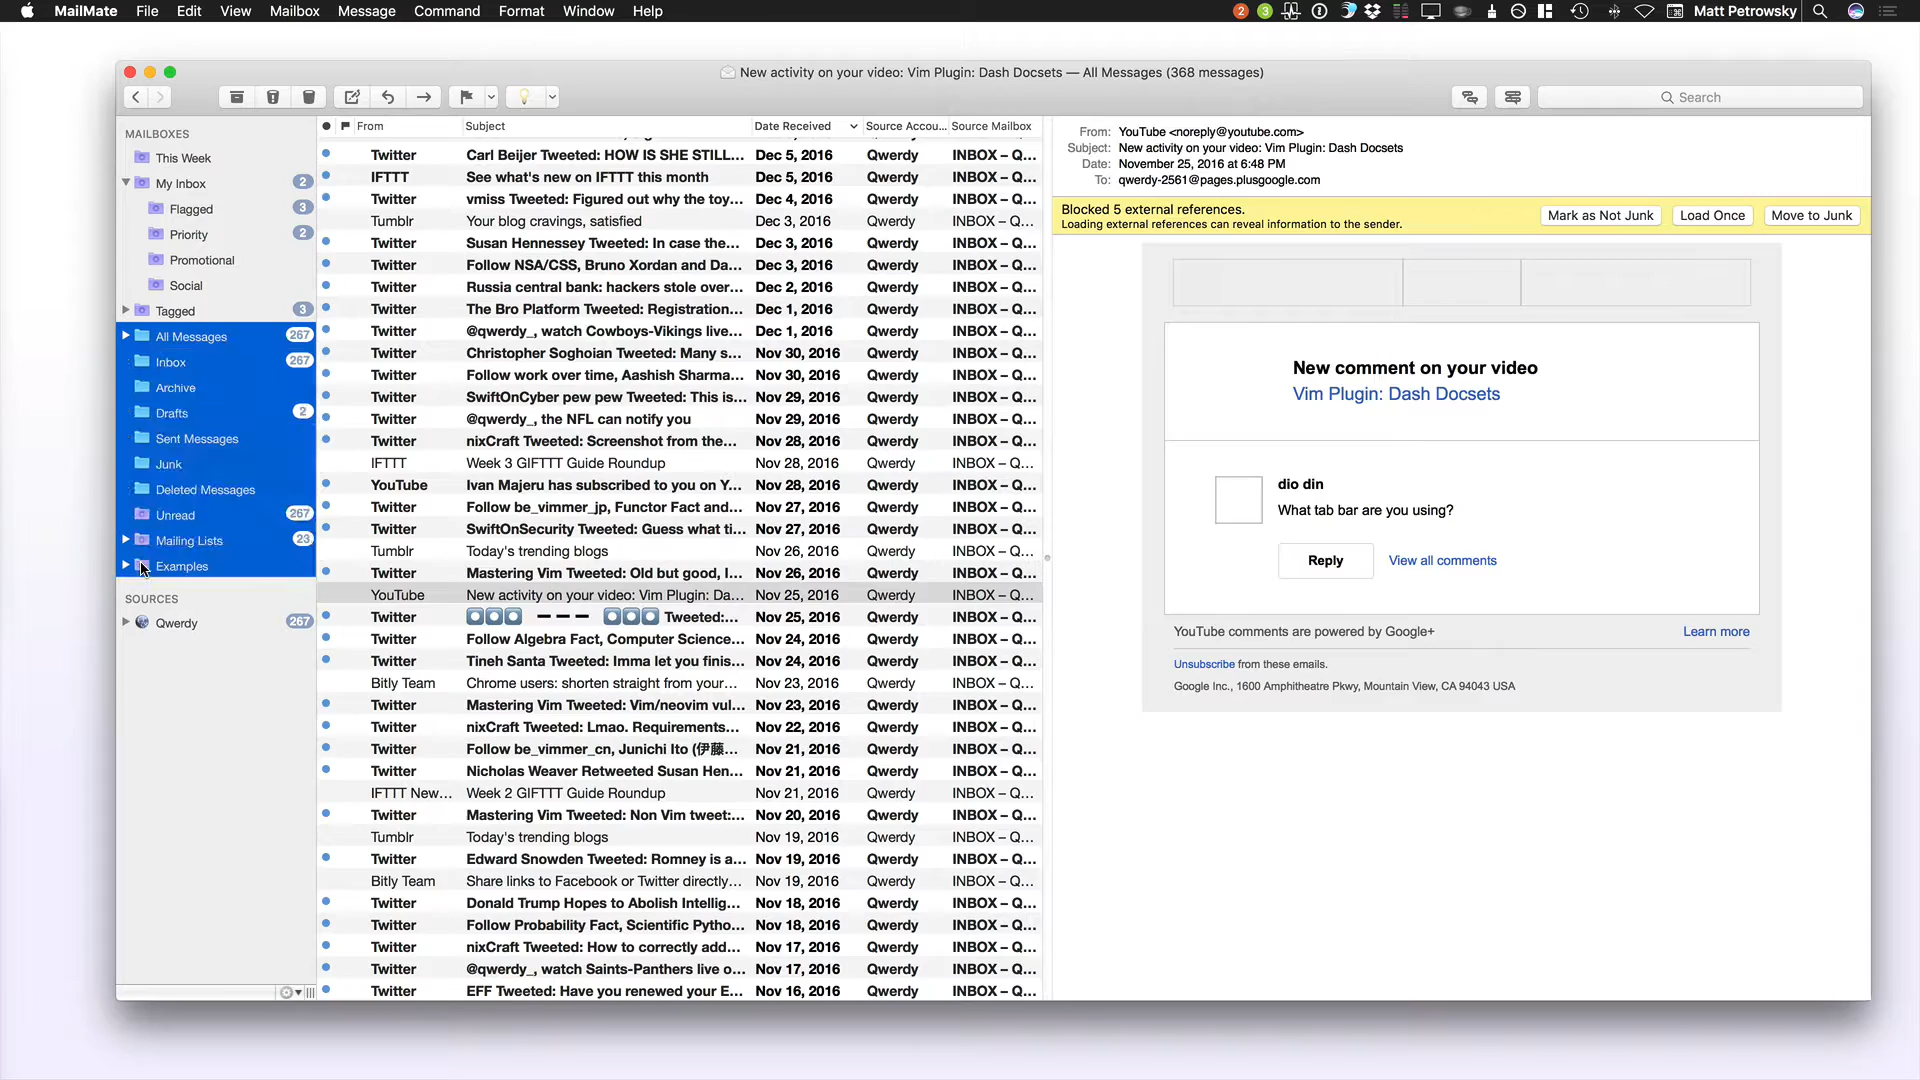 MailMate File Edit View Mailbox Message Command Format Window Help 2 3 Matt Petrowsky
New activity on your video: Vim Plugin: Dash Docsets — All Messages (368 messages)
Search
MAILBOXES
This Week
My Inbox 2
Flagged 3
Priority 2
Promotional
Social
Tagged 3
All Messages 267
Inbox 267
Archive
Drafts 2
Sent Messages
Junk
Deleted Messages
Unread 267
Mailing Lists 23
Examples
SOURCES
Qwerdy 267
From Subject Date Received Source Accou... Source Mailbox
Twitter Carl Beijer Tweeted: HOW IS SHE STILL... Dec 5, 2016 Qwerdy INBOX – Q...
IFTTT See what's new on IFTTT this month Dec 5, 2016 Qwerdy INBOX – Q...
Twitter vmiss Tweeted: Figured out why the toy... Dec 4, 2016 Qwerdy INBOX – Q...
Tumblr Your blog cravings, satisfied Dec 3, 2016 Qwerdy INBOX – Q...
Twitter Susan Hennessey Tweeted: In case the... Dec 3, 2016 Qwerdy INBOX – Q...
Twitter Follow NSA/CSS, Bruno Xordan and Da... Dec 3, 2016 Qwerdy INBOX – Q...
Twitter Russia central bank: hackers stole over... Dec 2, 2016 Qwerdy INBOX – Q...
Twitter The Bro Platform Tweeted: Registration... Dec 1, 2016 Qwerdy INBOX – Q...
Twitter @qwerdy_, watch Cowboys-Vikings live... Dec 1, 2016 Qwerdy INBOX – Q...
Twitter Christopher Soghoian Tweeted: Many s... Nov 30, 2016 Qwerdy INBOX – Q...
Twitter Follow work over time, Aashish Sharma... Nov 30, 2016 Qwerdy INBOX – Q...
Twitter SwiftOnCyber pew pew Tweeted: This is... Nov 29, 2016 Qwerdy INBOX – Q...
Twitter @qwerdy_, the NFL can notify you Nov 29, 2016 Qwerdy INBOX – Q...
Twitter nixCraft Tweeted: Screenshot from the... Nov 28, 2016 Qwerdy INBOX – Q...
IFTTT Week 3 GIFTTT Guide Roundup Nov 28, 2016 Qwerdy INBOX – Q...
YouTube Ivan Majeru has subscribed to you on Y... Nov 28, 2016 Qwerdy INBOX – Q...
Twitter Follow be_vimmer_jp, Functor Fact and... Nov 27, 2016 Qwerdy INBOX – Q...
Twitter SwiftOnSecurity Tweeted: Guess what ti... Nov 27, 2016 Qwerdy INBOX – Q...
Tumblr Today's trending blogs Nov 26, 2016 Qwerdy INBOX – Q...
Twitter Mastering Vim Tweeted: Old but good, I... Nov 26, 2016 Qwerdy INBOX – Q...
YouTube New activity on your video: Vim Plugin: Da... Nov 25, 2016 Qwerdy INBOX – Q...
Twitter ⏺⏺⏺ ➖➖➖ ⏺⏺⏺ Tweeted:... Nov 25, 2016 Qwerdy INBOX – Q...
Twitter Follow Algebra Fact, Computer Science... Nov 24, 2016 Qwerdy INBOX – Q...
Twitter Tineh Santa Tweeted: Imma let you finis... Nov 24, 2016 Qwerdy INBOX – Q...
Bitly Team Chrome users: shorten straight from your... Nov 23, 2016 Qwerdy INBOX – Q...
Twitter Mastering Vim Tweeted: Vim/neovim vul... Nov 23, 2016 Qwerdy INBOX – Q...
Twitter nixCraft Tweeted: Lmao. Requirements... Nov 22, 2016 Qwerdy INBOX – Q...
Twitter Follow be_vimmer_cn, Junichi Ito (伊藤... Nov 21, 2016 Qwerdy INBOX – Q...
Twitter Nicholas Weaver Retweeted Susan Hen... Nov 21, 2016 Qwerdy INBOX – Q...
IFTTT New... Week 2 GIFTTT Guide Roundup Nov 21, 2016 Qwerdy INBOX – Q...
Twitter Mastering Vim Tweeted: Non Vim tweet:... Nov 20, 2016 Qwerdy INBOX – Q...
Tumblr Today's trending blogs Nov 19, 2016 Qwerdy INBOX – Q...
Twitter Edward Snowden Tweeted: Romney is a... Nov 19, 2016 Qwerdy INBOX – Q...
Bitly Team Share links to Facebook or Twitter directly... Nov 19, 2016 Qwerdy INBOX – Q...
Twitter Donald Trump Hopes to Abolish Intellig... Nov 18, 2016 Qwerdy INBOX – Q...
Twitter Follow Probability Fact, Scientific Pytho... Nov 18, 2016 Qwerdy INBOX – Q...
Twitter nixCraft Tweeted: How to correctly add... Nov 17, 2016 Qwerdy INBOX – Q...
Twitter @qwerdy_, watch Saints-Panthers live o... Nov 17, 2016 Qwerdy INBOX – Q...
Twitter EFF Tweeted: Have you renewed your E... Nov 16, 2016 Qwerdy INBOX – Q...
From: YouTube <noreply@youtube.com>
Subject: New activity on your video: Vim Plugin: Dash Docsets
Date: November 25, 2016 at 6:48 PM
To: qwerdy-2561@pages.plusgoogle.com
Blocked 5 external references.
Loading external references can reveal information to the sender.
Mark as Not Junk Load Once Move to Junk
New comment on your video
Vim Plugin: Dash Docsets
dio din
What tab bar are you using?
Reply View all comments
YouTube comments are powered by Google+ Learn more
Unsubscribe from these emails.
Google Inc., 1600 Amphitheatre Pkwy, Mountain View, CA 94043 USA